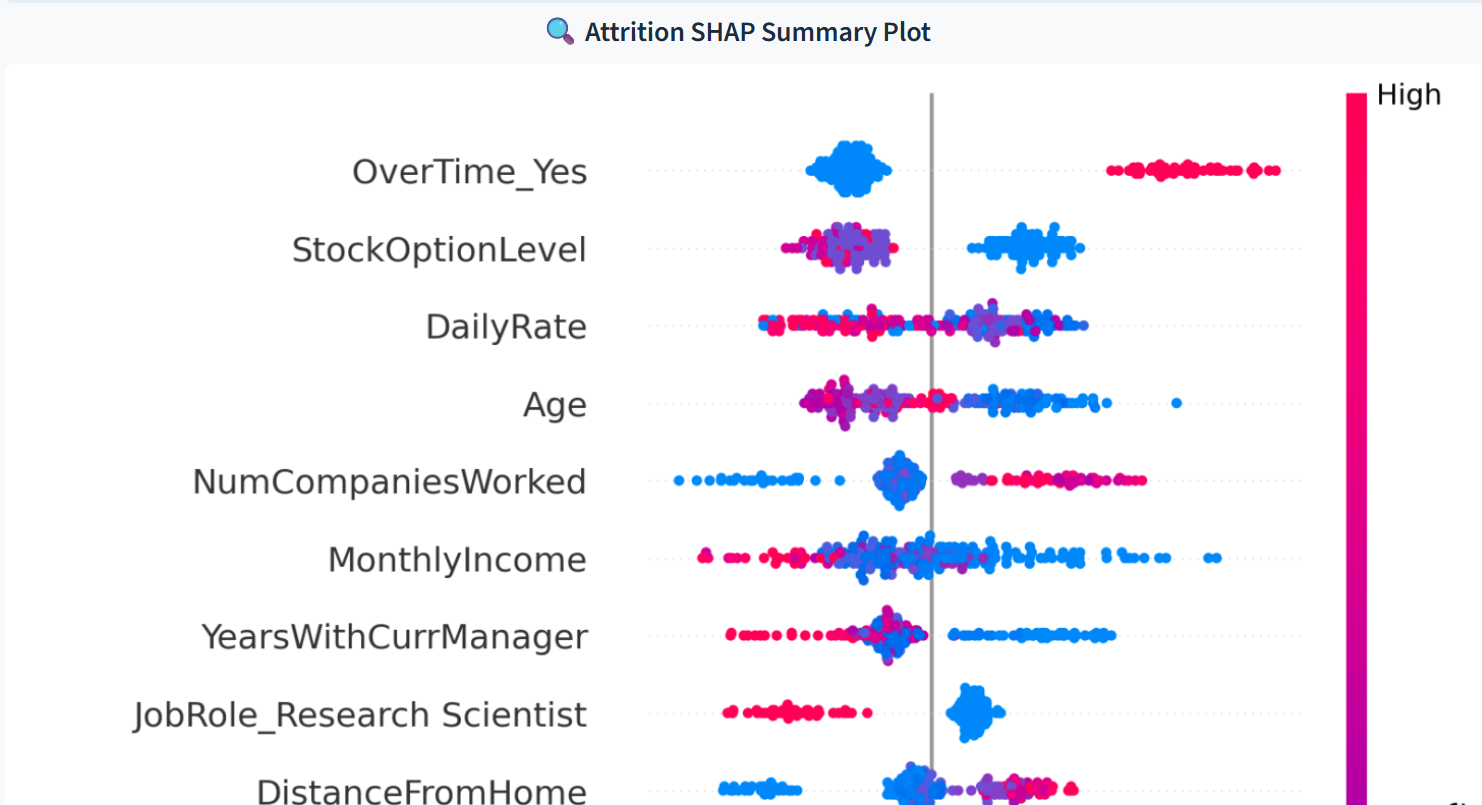 Attrition SHAP Summary Plot
High
OverTime_Yes
StockOptionLevel
DailyRate
Age
NumCompaniesWorked
MonthlyIncome
YearsWithCurrManager
JobRole_Research Scientist
DistanceFromHome